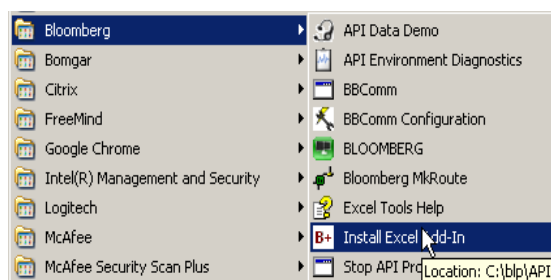 Bloomberg
Bomgar
Citrix
FreeMind
Google Chrome
Intel(R) Management and Security
Logitech
McAfee
McAfee Security Scan Plus
API Data Demo
API Environment Diagnostics
BBComm
BBComm Configuration
BLOOMBERG
Bloomberg MkRoute
Excel Tools Help
B+ Install Excel Add-In
Stop API Pro
Location: C:\blp\API